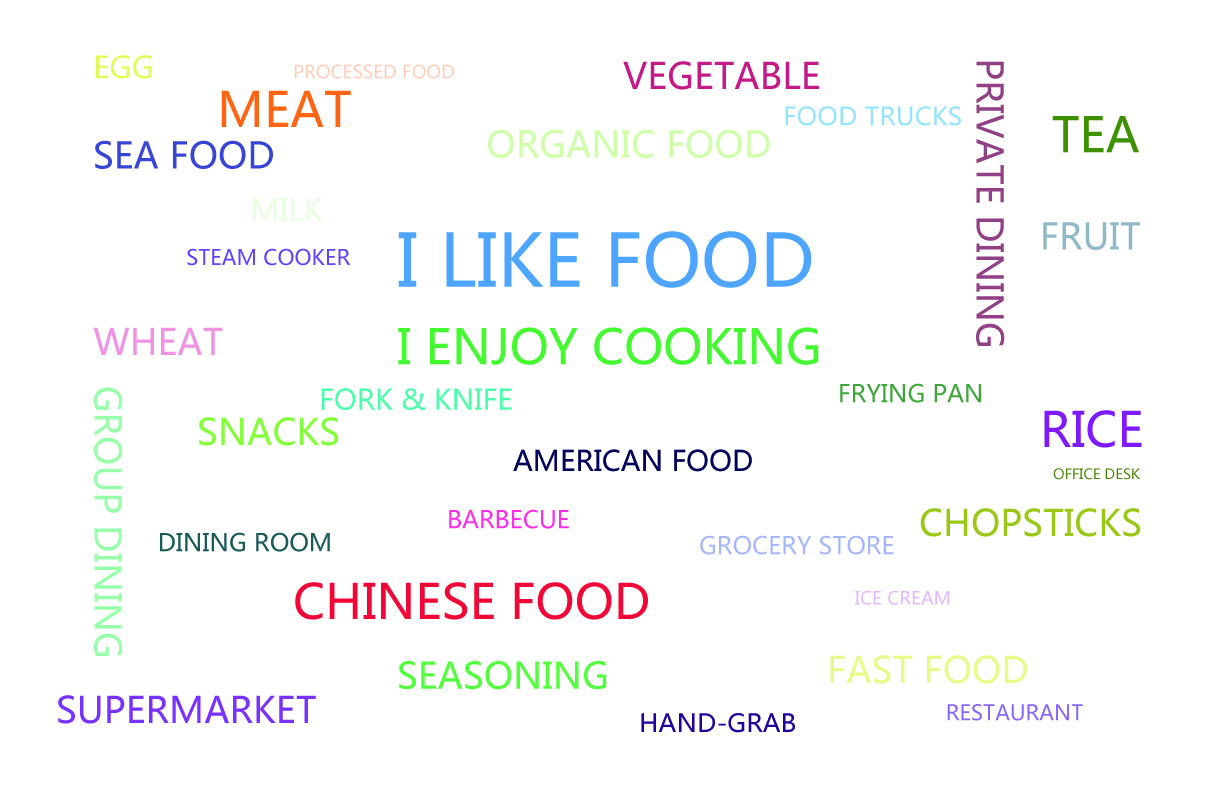 EGG
PROCESSED FOOD
VEGETABLE
MEAT
FOOD TRUCKS
PRIVATE DINING
TEA
SEA FOOD
ORGANIC FOOD
MILK
FRUIT
STEAM COOKER
I LIKE FOOD
WHEAT
I ENJOY COOKING
GROUP DINING
FORK & KNIFE
FRYING PAN
SNACKS
RICE
AMERICAN FOOD
OFFICE DESK
BARBECUE
CHOPSTICKS
DINING ROOM
GROCERY STORE
CHINESE FOOD
ICE CREAM
SEASONING
FAST FOOD
SUPERMARKET
HAND-GRAB
RESTAURANT